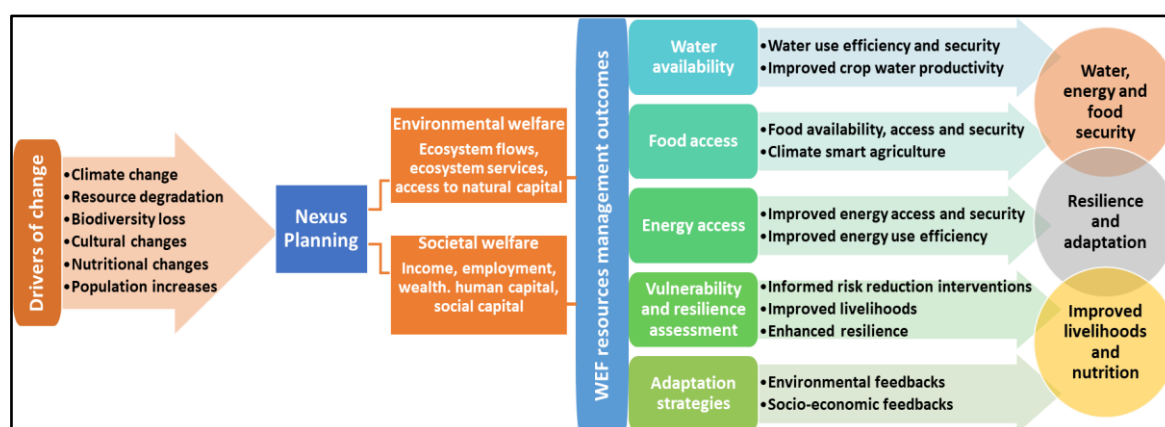 Drivers of change
•Climate change
•Resource degradation
•Biodiversity loss
•Cultural changes
•Nutritional changes
•Population increases
Nexus
Planning
Environmental welfare
Ecosystem flows,
ecosystem services,
access to natural capital
Societal welfare
Income, employment,
wealth. human capital,
social capital
WEF resources management outcomes
Water
availability
•Water use efficiency and security
•Improved crop water productivity
Food access
•Food availability, access and security
•Climate smart agriculture
Energy access
•Improved energy access and security
•Improved energy use efficiency
Vulnerability
and resilience
assessment
•Informed risk reduction interventions
•Improved livelihoods
•Enhanced resilience
Adaptation
strategies
•Environmental feedbacks
•Socio-economic feedbacks
Water,
energy and
food
security
Resilience
and
adaptation
Improved
livelihoods
and
nutrition